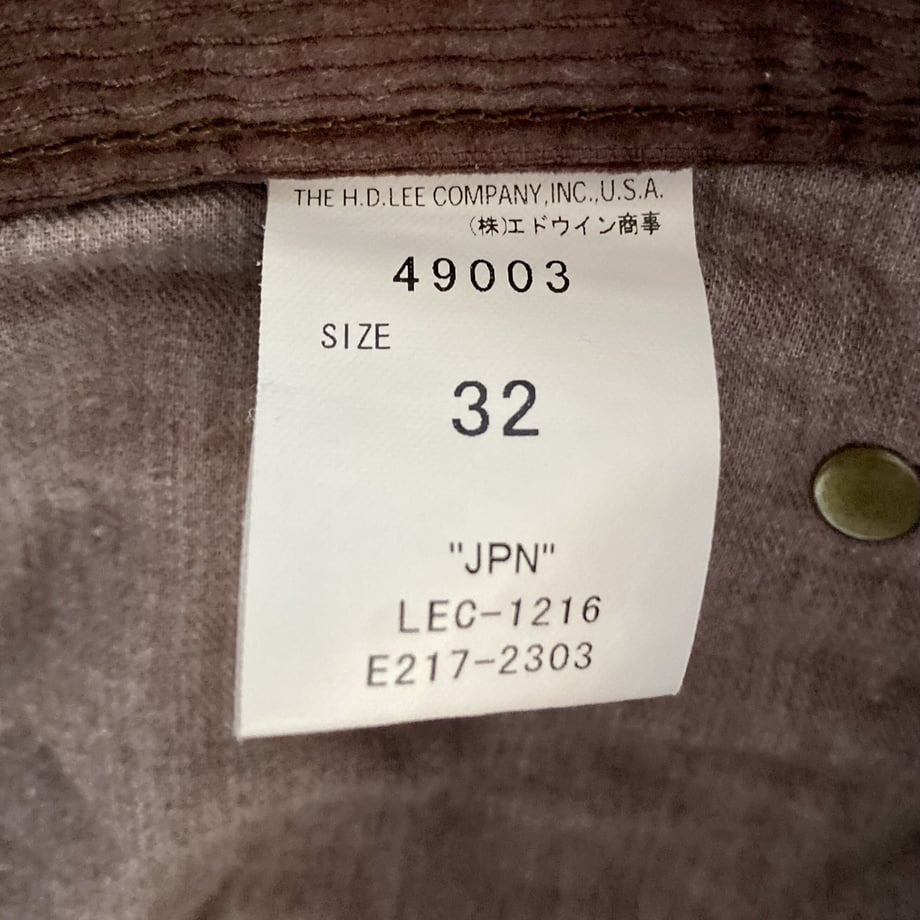 THE H.D.LEE COMPANY,INC.,U.S.A.
(株)エドウイン商事
49003
SIZE
32
"JPN"
LEC-1216
E217-2303